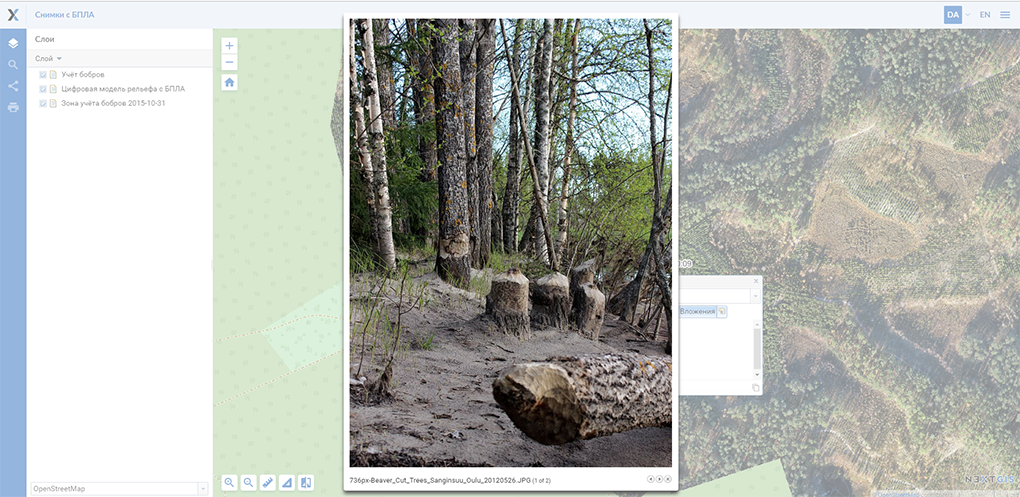 Снимки с БПЛА
DA
EN
Слои
Слой
Учёт бобров
Цифровая модель рельефа с БПЛА
Зона учёта бобров 2015-10-31
:09
Вложения
736px-Beaver_Cut_Trees_Sanginsuu_Oulu_20120526.JPG (1 of 2)
OpenStreetMap
NEXTGIS